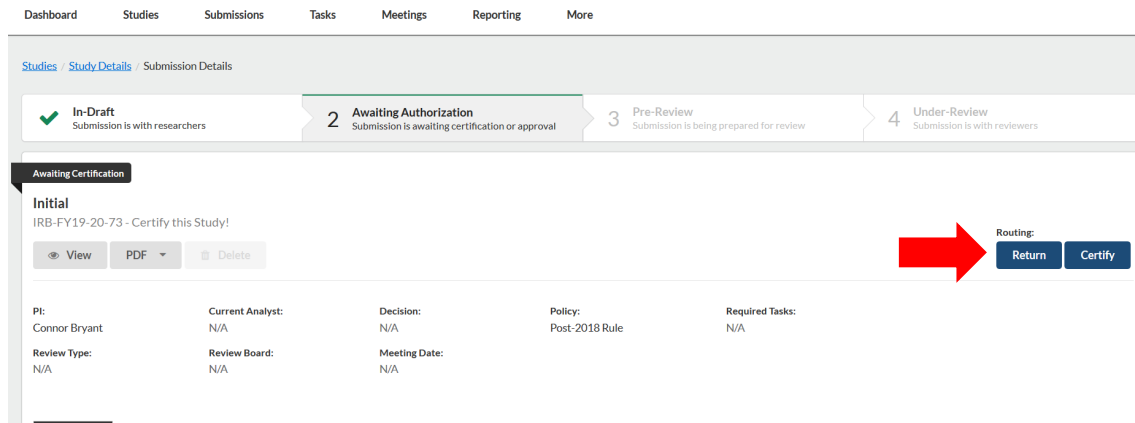 Dashboard Studies Submissions Tasks Meetings Reporting More
Studies / Study Details / Submission Details
In-Draft
Submission is with researchers
2 Awaiting Authorization
Submission is awaiting certification or approval
3 Pre-Review
Submission is being prepared for review
4 Under-Review
Submission is with reviewers
Awaiting Certification
Initial
IRB-FY19-20-73 - Certify this Study!
Routing:
View PDF Delete
Return Certify
PI: Current Analyst: Decision: Policy: Required Tasks:
Connor Bryant N/A N/A Post-2018 Rule N/A
Review Type: Review Board: Meeting Date:
N/A N/A N/A